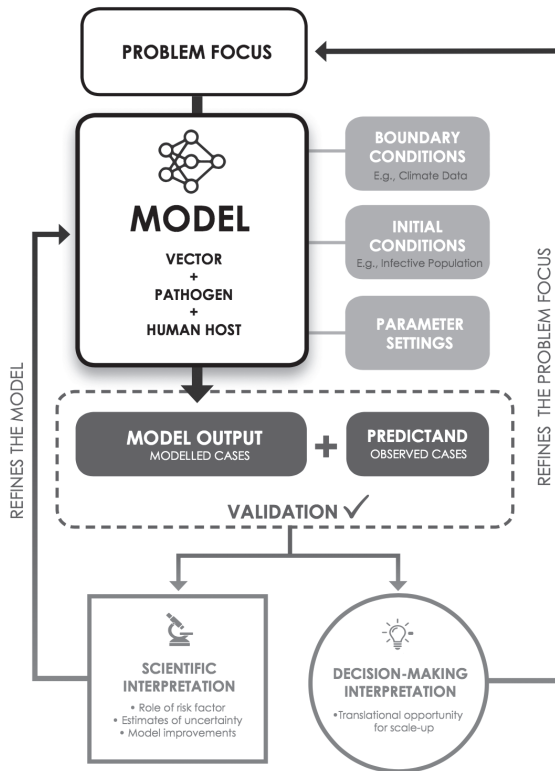 PROBLEM FOCUS
MODEL
VECTOR
+
PATHOGEN
+
HUMAN HOST
BOUNDARY
CONDITIONS
E.g., Climate Data
INITIAL
CONDITIONS
E.g., Infective Population
PARAMETER
SETTINGS
REFINES THE MODEL
REFINES THE PROBLEM FOCUS
MODEL OUTPUT
MODELLED CASES
+
PREDICTAND
OBSERVED CASES
VALIDATION ✓
SCIENTIFIC
INTERPRETATION
• Role of risk factor
• Estimates of uncertainty
• Model improvements
DECISION-MAKING
INTERPRETATION
•Translational opportunity
for scale-up